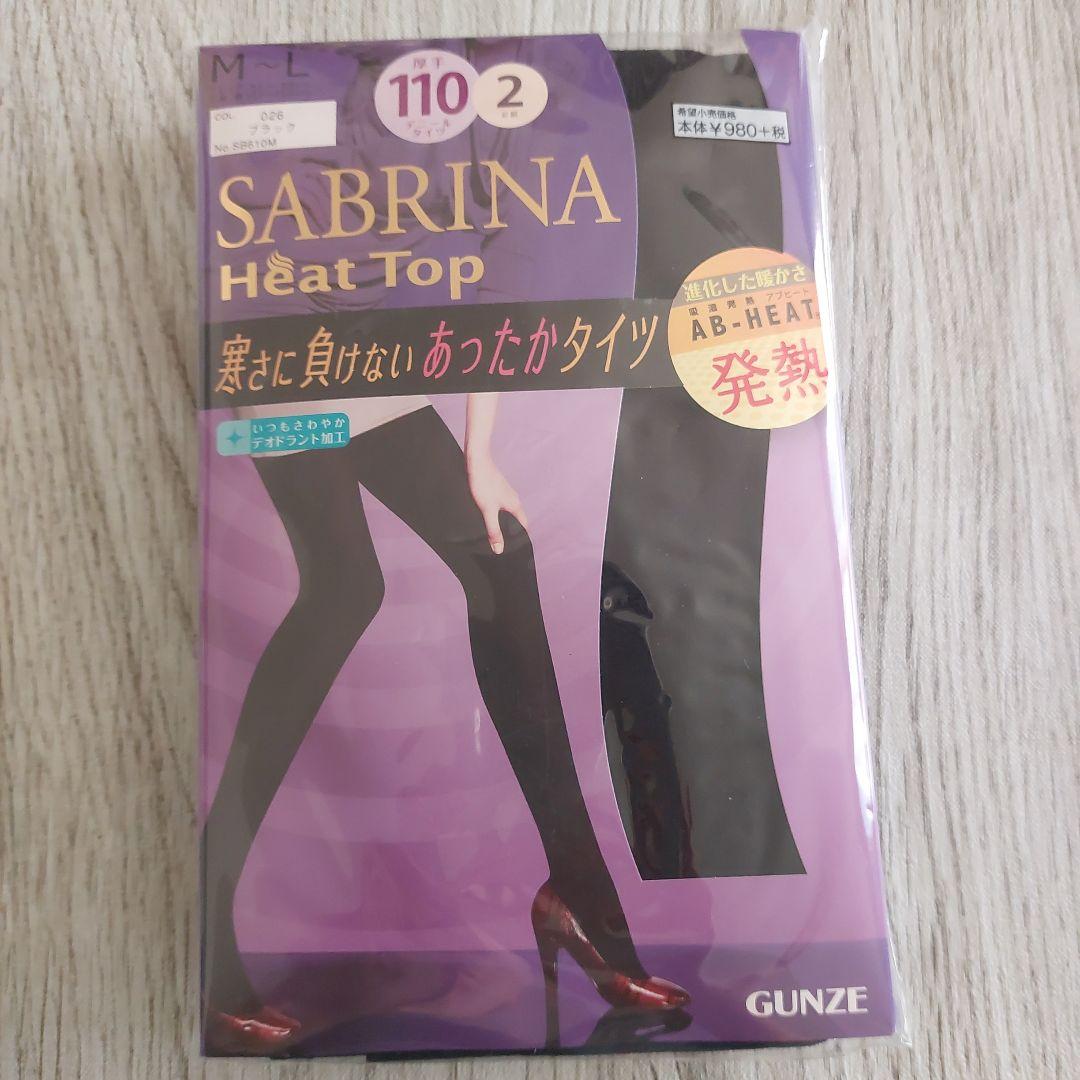 M~L
厚手
110
デニール
タイツ
2
足組
COL. 026
ブラック
No.SB610M
希望小売価格
本体¥980+税
SABRINA
Heat Top
進化した暖かさ
吸湿発熱 アブヒート
AB-HEAT
発熱
寒さに負けないあったかタイツ
いつもさわやか
デオドラント加工
GUNZE